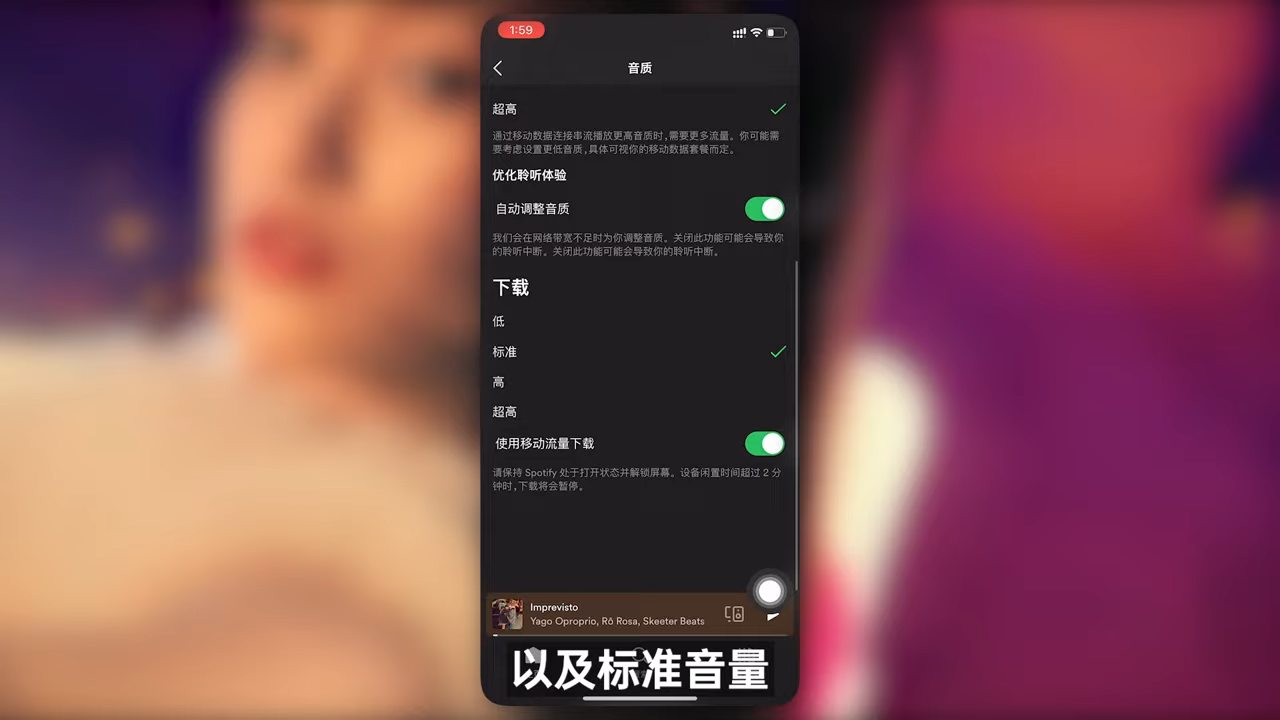 1:59
音质
超高
通过移动数据连接串流播放更高音质时,需要更多流量。你可能需
要考虑设置更低音质,具体可视你的移动数据套餐而定。
优化聆听体验
自动调整音质
我们会在网络带宽不足时为你调整音质。关闭此功能可能会导致你
的聆听中断。关闭此功能可能会导致你的聆听中断。
下载
低
标准
高
超高
使用移动流量下载
请保持 Spotify 处于打开状态并解锁屏幕。设备闲置时间超过 2 分
钟时,下载将会暂停。
Imprevisto
Yago Oproprio, Rô Rosa, Skeeter Beats
以及标准音量